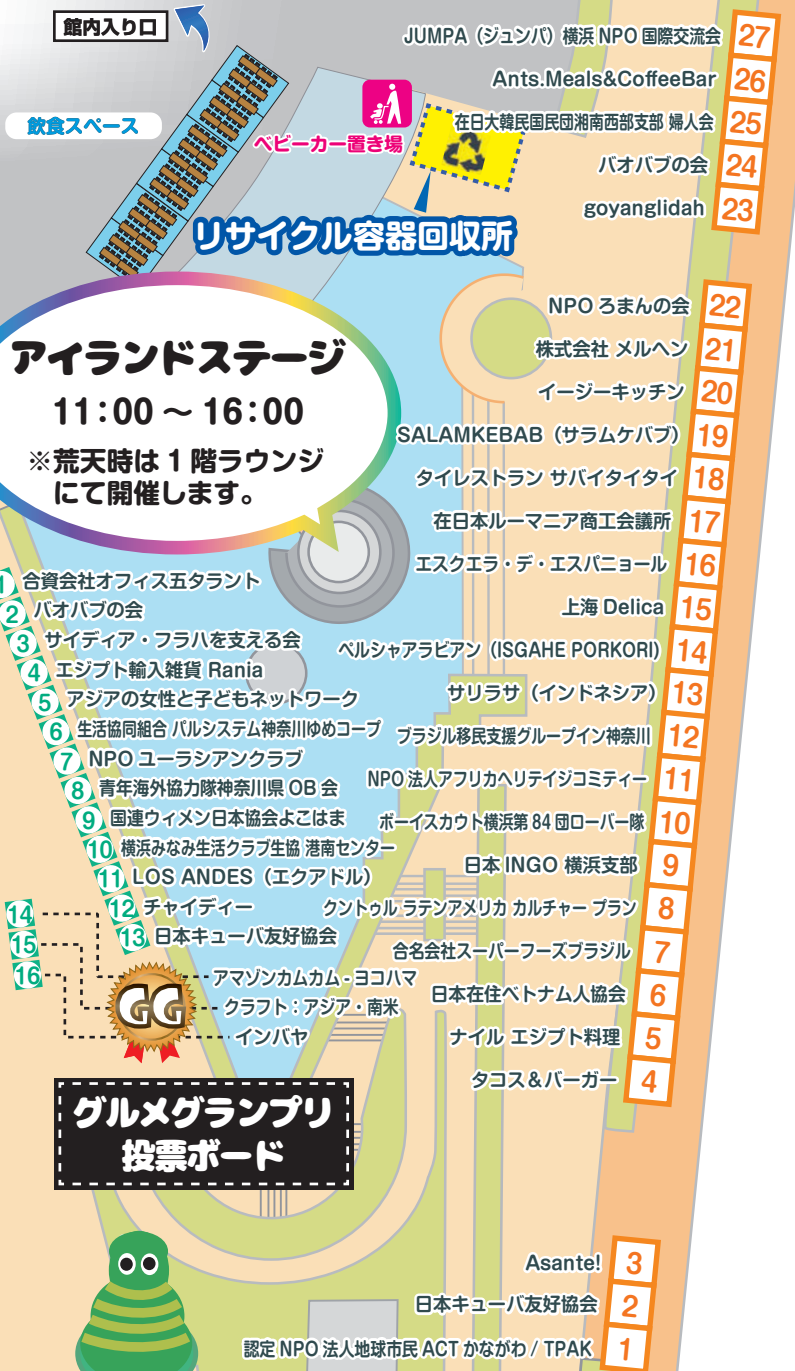 館内入り口
飲食スペース
ベビーカー置き場
リサイクル容器回収所
JUMPA（ジュンパ）横浜 NPO 国際交流会 27
Ants.Meals&CoffeeBar 26
在日大韓民国民団湘南西部支部 婦人会 25
バオバブの会 24
goyanglidah 23
アイランドステージ
11：00 ～ 16：00
※荒天時は 1 階ラウンジ
にて開催します。
NPO ろまんの会 22
株式会社 メルヘン 21
イージーキッチン 20
SALAMKEBAB（サラムケバブ） 19
タイレストラン サバイタイタイ 18
在日本ルーマニア商工会議所 17
エスクエラ・デ・エスパニョール 16
上海 Delica 15
ペルシャアラビアン（ISGAHE PORKORI) 14
サリラサ（インドネシア） 13
ブラジル移民支援グループイン神奈川 12
NPO 法人アフリカヘリテイジコミティー 11
ボーイスカウト横浜第 84 団ローバー隊 10
日本 INGO 横浜支部 9
クントゥル ラテンアメリカ カルチャー プラン 8
合名会社スーパーフーズブラジル 7
日本在住ベトナム人協会 6
ナイル エジプト料理 5
タコス＆バーガー 4
1 合資会社オフィス五タラント
2 バオバブの会
3 サイディア・フラハを支える会
4 エジプト輸入雑貨 Rania
5 アジアの女性と子どもネットワーク
6 生活協同組合 パルシステム神奈川ゆめコープ
7 NPO ユーラシアンクラブ
8 青年海外協力隊神奈川県 OB 会
9 国連ウィメン日本協会よこはま
10 横浜みなみ生活クラブ生協 港南センター
11 LOS ANDES（エクアドル）
12 チャイディー
13 日本キューバ友好協会
14 アマゾンカムカム - ヨコハマ
15 クラフト：アジア・南米
16 インバヤ
GG
グルメグランプリ
投票ボード
Asante! 3
日本キューバ友好協会 2
認定 NPO 法人地球市民 ACT かながわ / TPAK 1